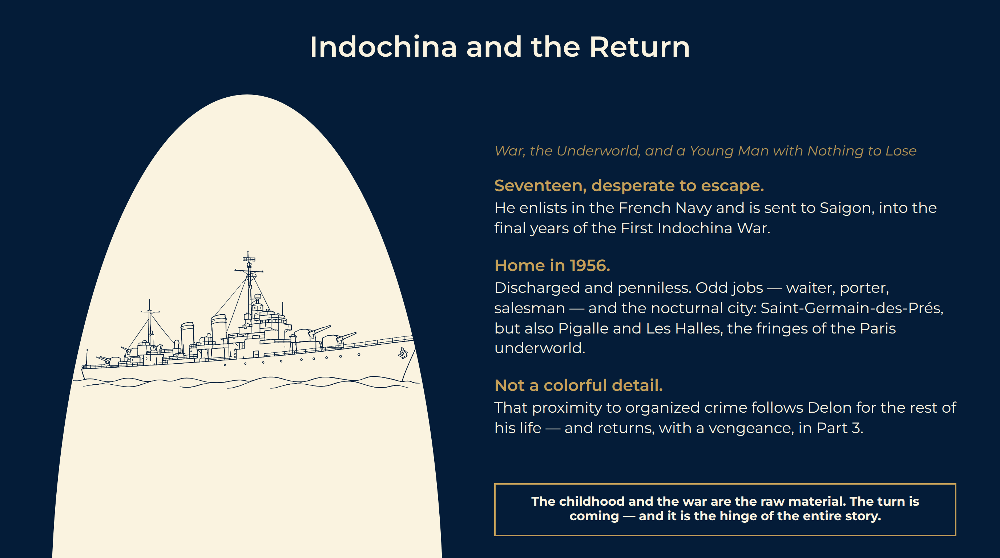 Indochina and the Return
War, the Underworld, and a Young Man with Nothing to Lose
Seventeen, desperate to escape.
He enlists in the French Navy and is sent to Saigon, into the
final years of the First Indochina War.
Home in 1956.
Discharged and penniless. Odd jobs — waiter, porter,
salesman — and the nocturnal city: Saint-Germain-des-Prés,
but also Pigalle and Les Halles, the fringes of the Paris
underworld.
Not a colorful detail.
That proximity to organized crime follows Delon for the rest of
his life — and returns, with a vengeance, in Part 3.
The childhood and the war are the raw material. The turn is
coming — and it is the hinge of the entire story.